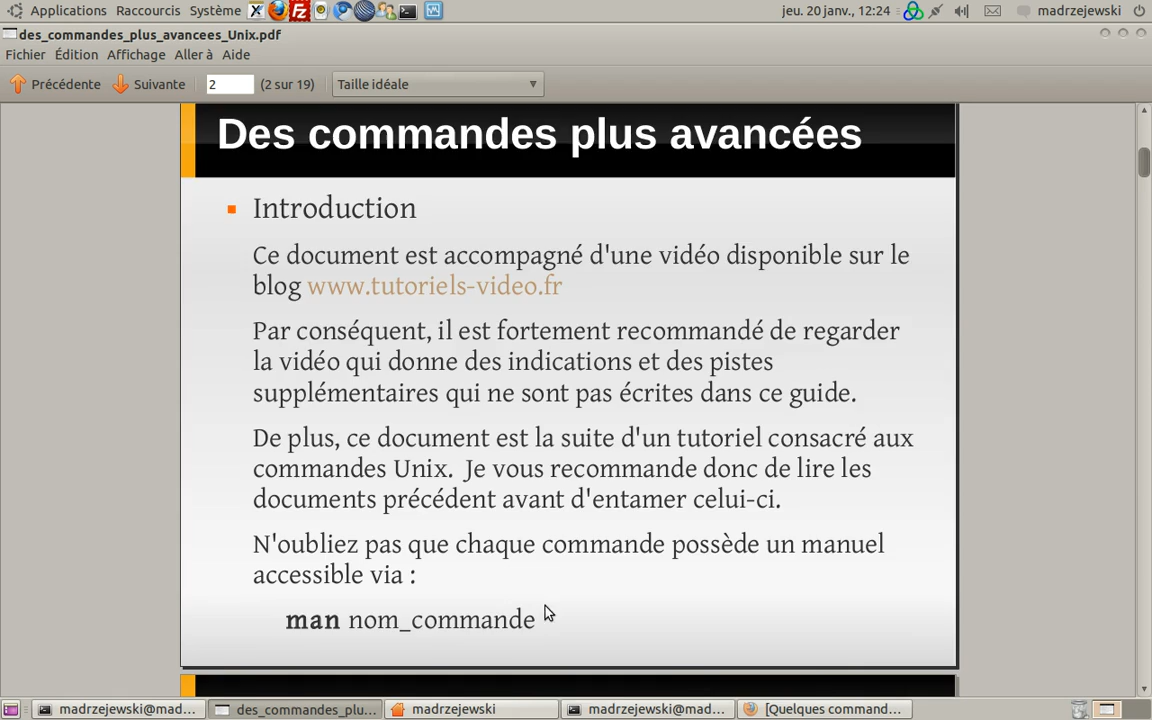 Applications Raccourcis Système jeu. 20 janv., 12:24 madrzejewski
des_commandes_plus_avancees_Unix.pdf
Fichier Édition Affichage Aller à Aide
Précédente Suivante 2 (2 sur 19) Taille idéale
Des commandes plus avancées
Introduction
Ce document est accompagné d'une vidéo disponible sur le
blog www.tutoriels-video.fr
Par conséquent, il est fortement recommandé de regarder
la vidéo qui donne des indications et des pistes
supplémentaires qui ne sont pas écrites dans ce guide.
De plus, ce document est la suite d'un tutoriel consacré aux
commandes Unix. Je vous recommande donc de lire les
documents précédent avant d'entamer celui-ci.
N'oubliez pas que chaque commande possède un manuel
accessible via :
man nom_commande
madrzejewski@mad... des_commandes_plu... madrzejewski madrzejewski@mad... [Quelques command...